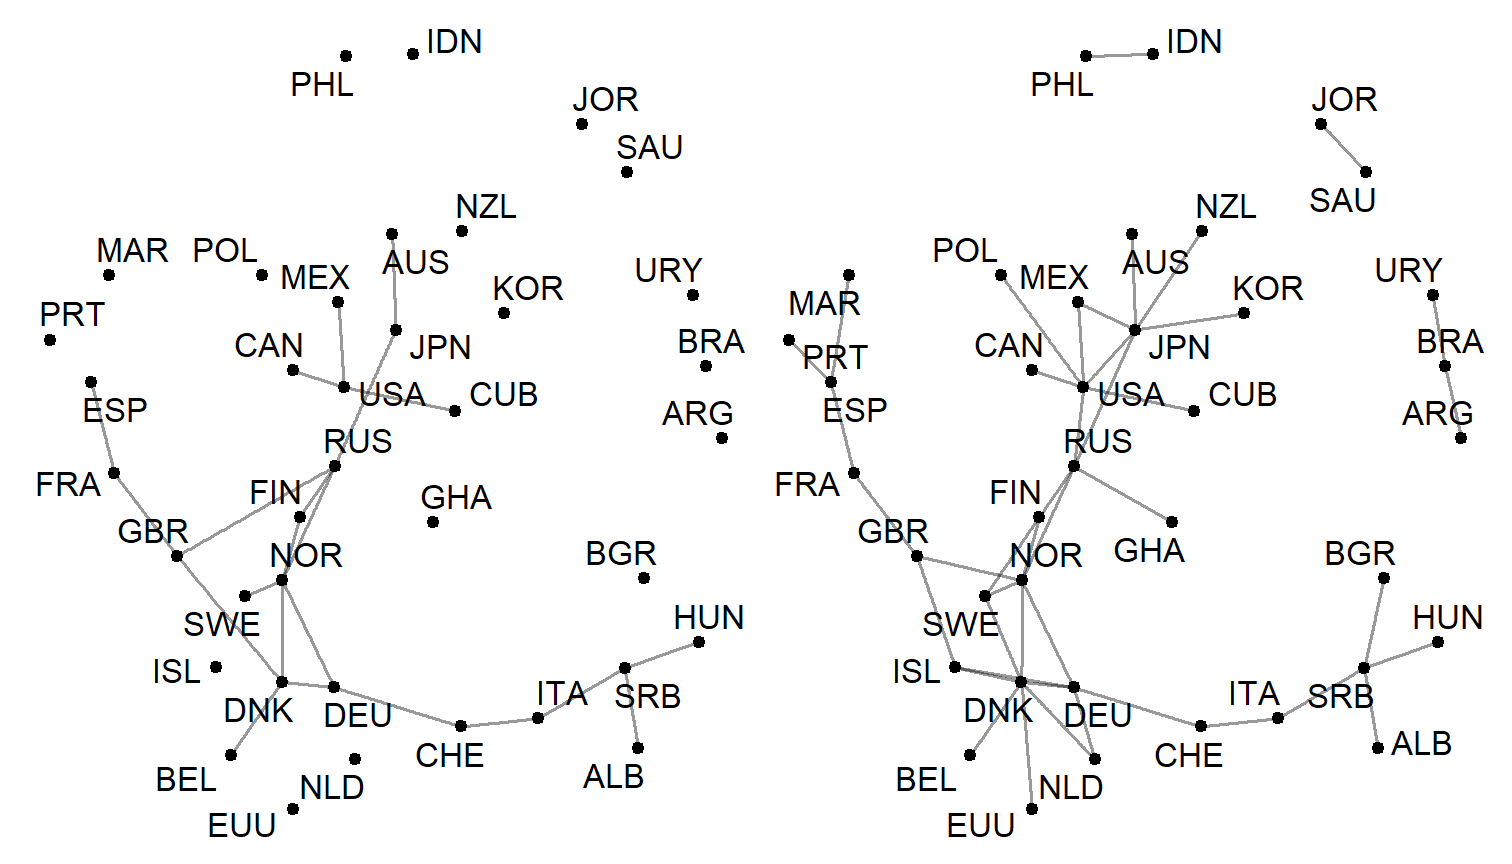 IDN
PHL
JOR
SAU
NZL
MAR
POL
AUS
MEX
URY
KOR
PRT
CAN
JPN
BRA
USA
CUB
ESP
ARG
RUS
FRA
FIN
GHA
GBR
NOR
BGR
SWE
HUN
ISL
ITA
SRB
DNK
DEU
CHE
BEL
NLD
ALB
EUU
IDN
PHL
JOR
SAU
NZL
POL
AUS
MEX
URY
KOR
MAR
CAN
JPN
BRA
PRT
USA
CUB
ESP
ARG
RUS
FRA
FIN
GBR
NOR
GHA
BGR
SWE
HUN
ISL
ITA
SRB
DNK
DEU
CHE
ALB
BEL
NLD
EUU